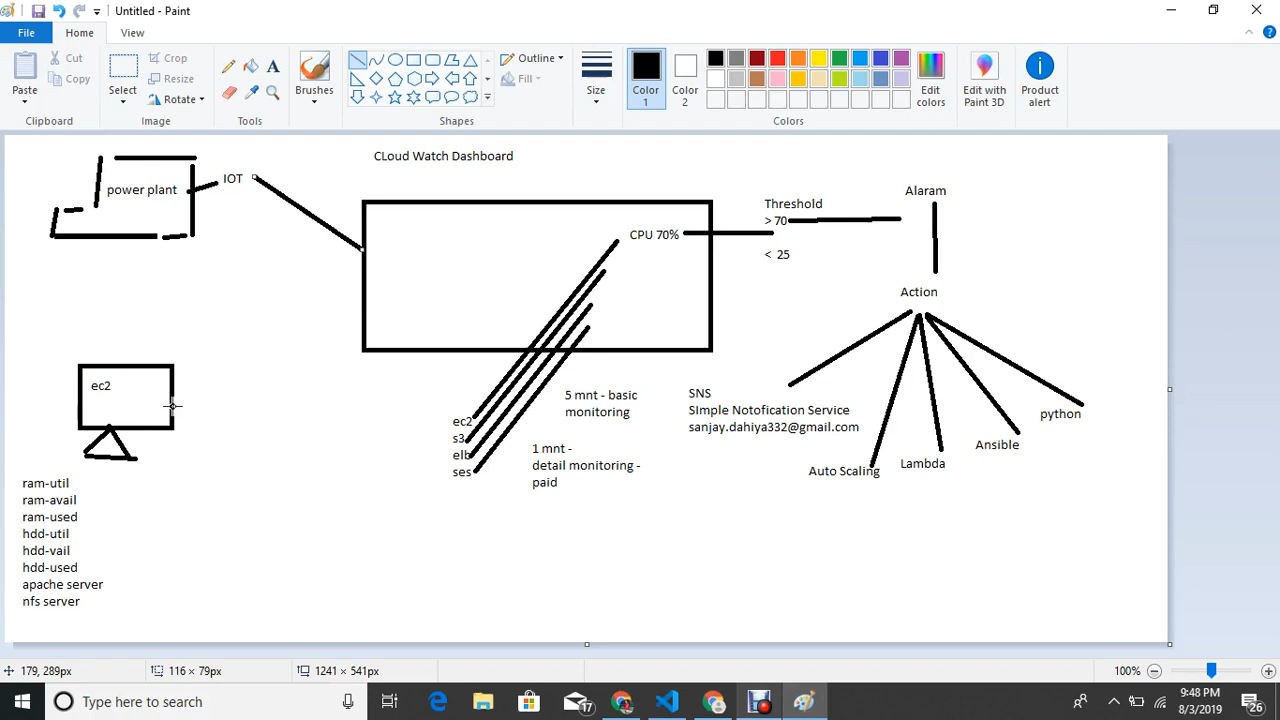 Untitled - Paint
File
Home
View
Paste
Cut
Copy
Clipboard
Select
Crop
Resize
Rotate
Image
Tools
Brushes
Outline
Fill
Shapes
Size
Color
1
Color
2
Edit
colors
Colors
Edit with
Paint 3D
Product
alert
CLoud Watch Dashboard
power plant
IOT
Threshold
> 70
< 25
CPU 70%
Alaram
Action
ec2
ec2
s3
elb
ses
5 mnt - basic
monitoring
1 mnt -
detail monitoring -
paid
SNS
SImple Notofication Service
sanjay.dahiya332@gmail.com
Auto Scaling
Lambda
Ansible
python
ram-util
ram-avail
ram-used
hdd-util
hdd-vail
hdd-used
apache server
nfs server
179, 289px
116 × 79px
1241 × 541px
100%
Type here to search
17
9:48 PM
8/3/2019
26